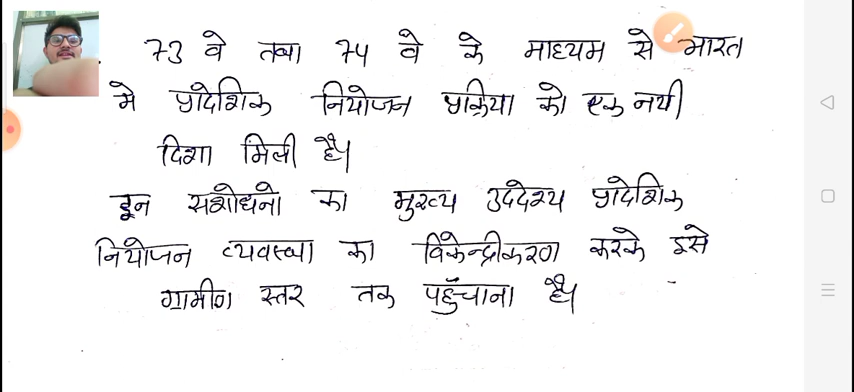 73 वे तथा 74 वे के माध्यम से भारत
मे प्रादेशिक नियोजन प्रक्रिया को एक नयी
दिशा मिली है।
इन संशोधनो का मुख्य उददेश्य प्रादेशिक
नियोजन व्यवस्था का विकेन्द्रीकरण करके इसे
ग्रामीण स्तर तक पहुँचाना है।